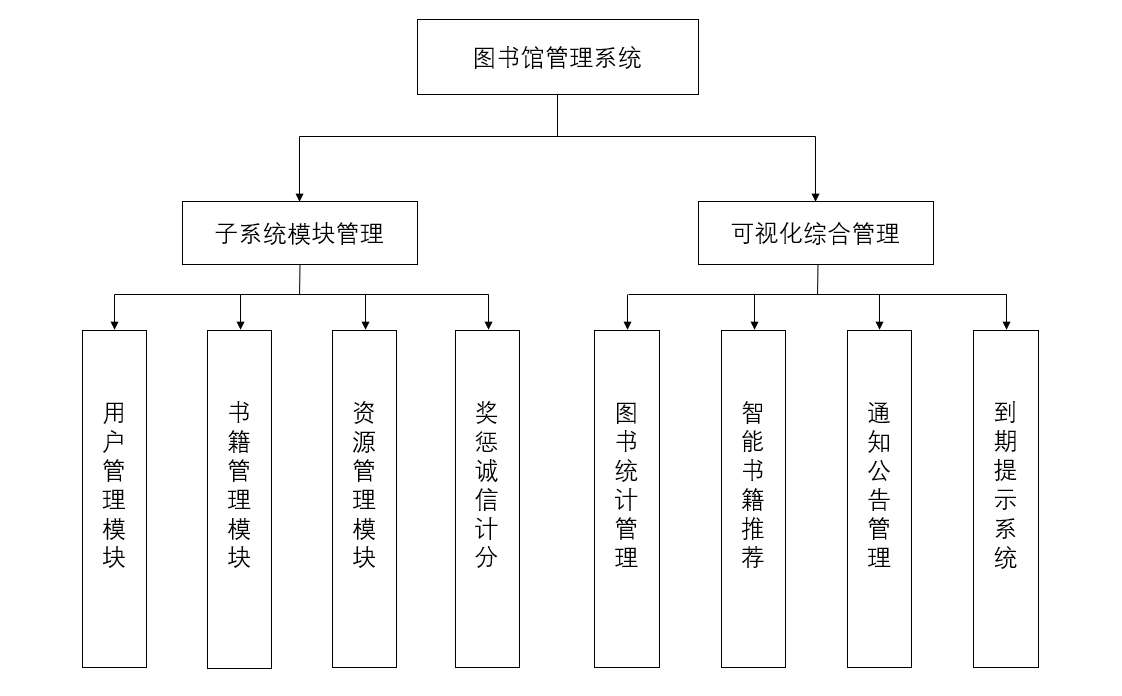 图书馆管理系统
子系统模块管理
可视化综合管理
用户管理模块
书籍管理模块
资源管理模块
奖惩诚信计分
图书统计管理
智能书籍推荐
通知公告管理
到期提示系统